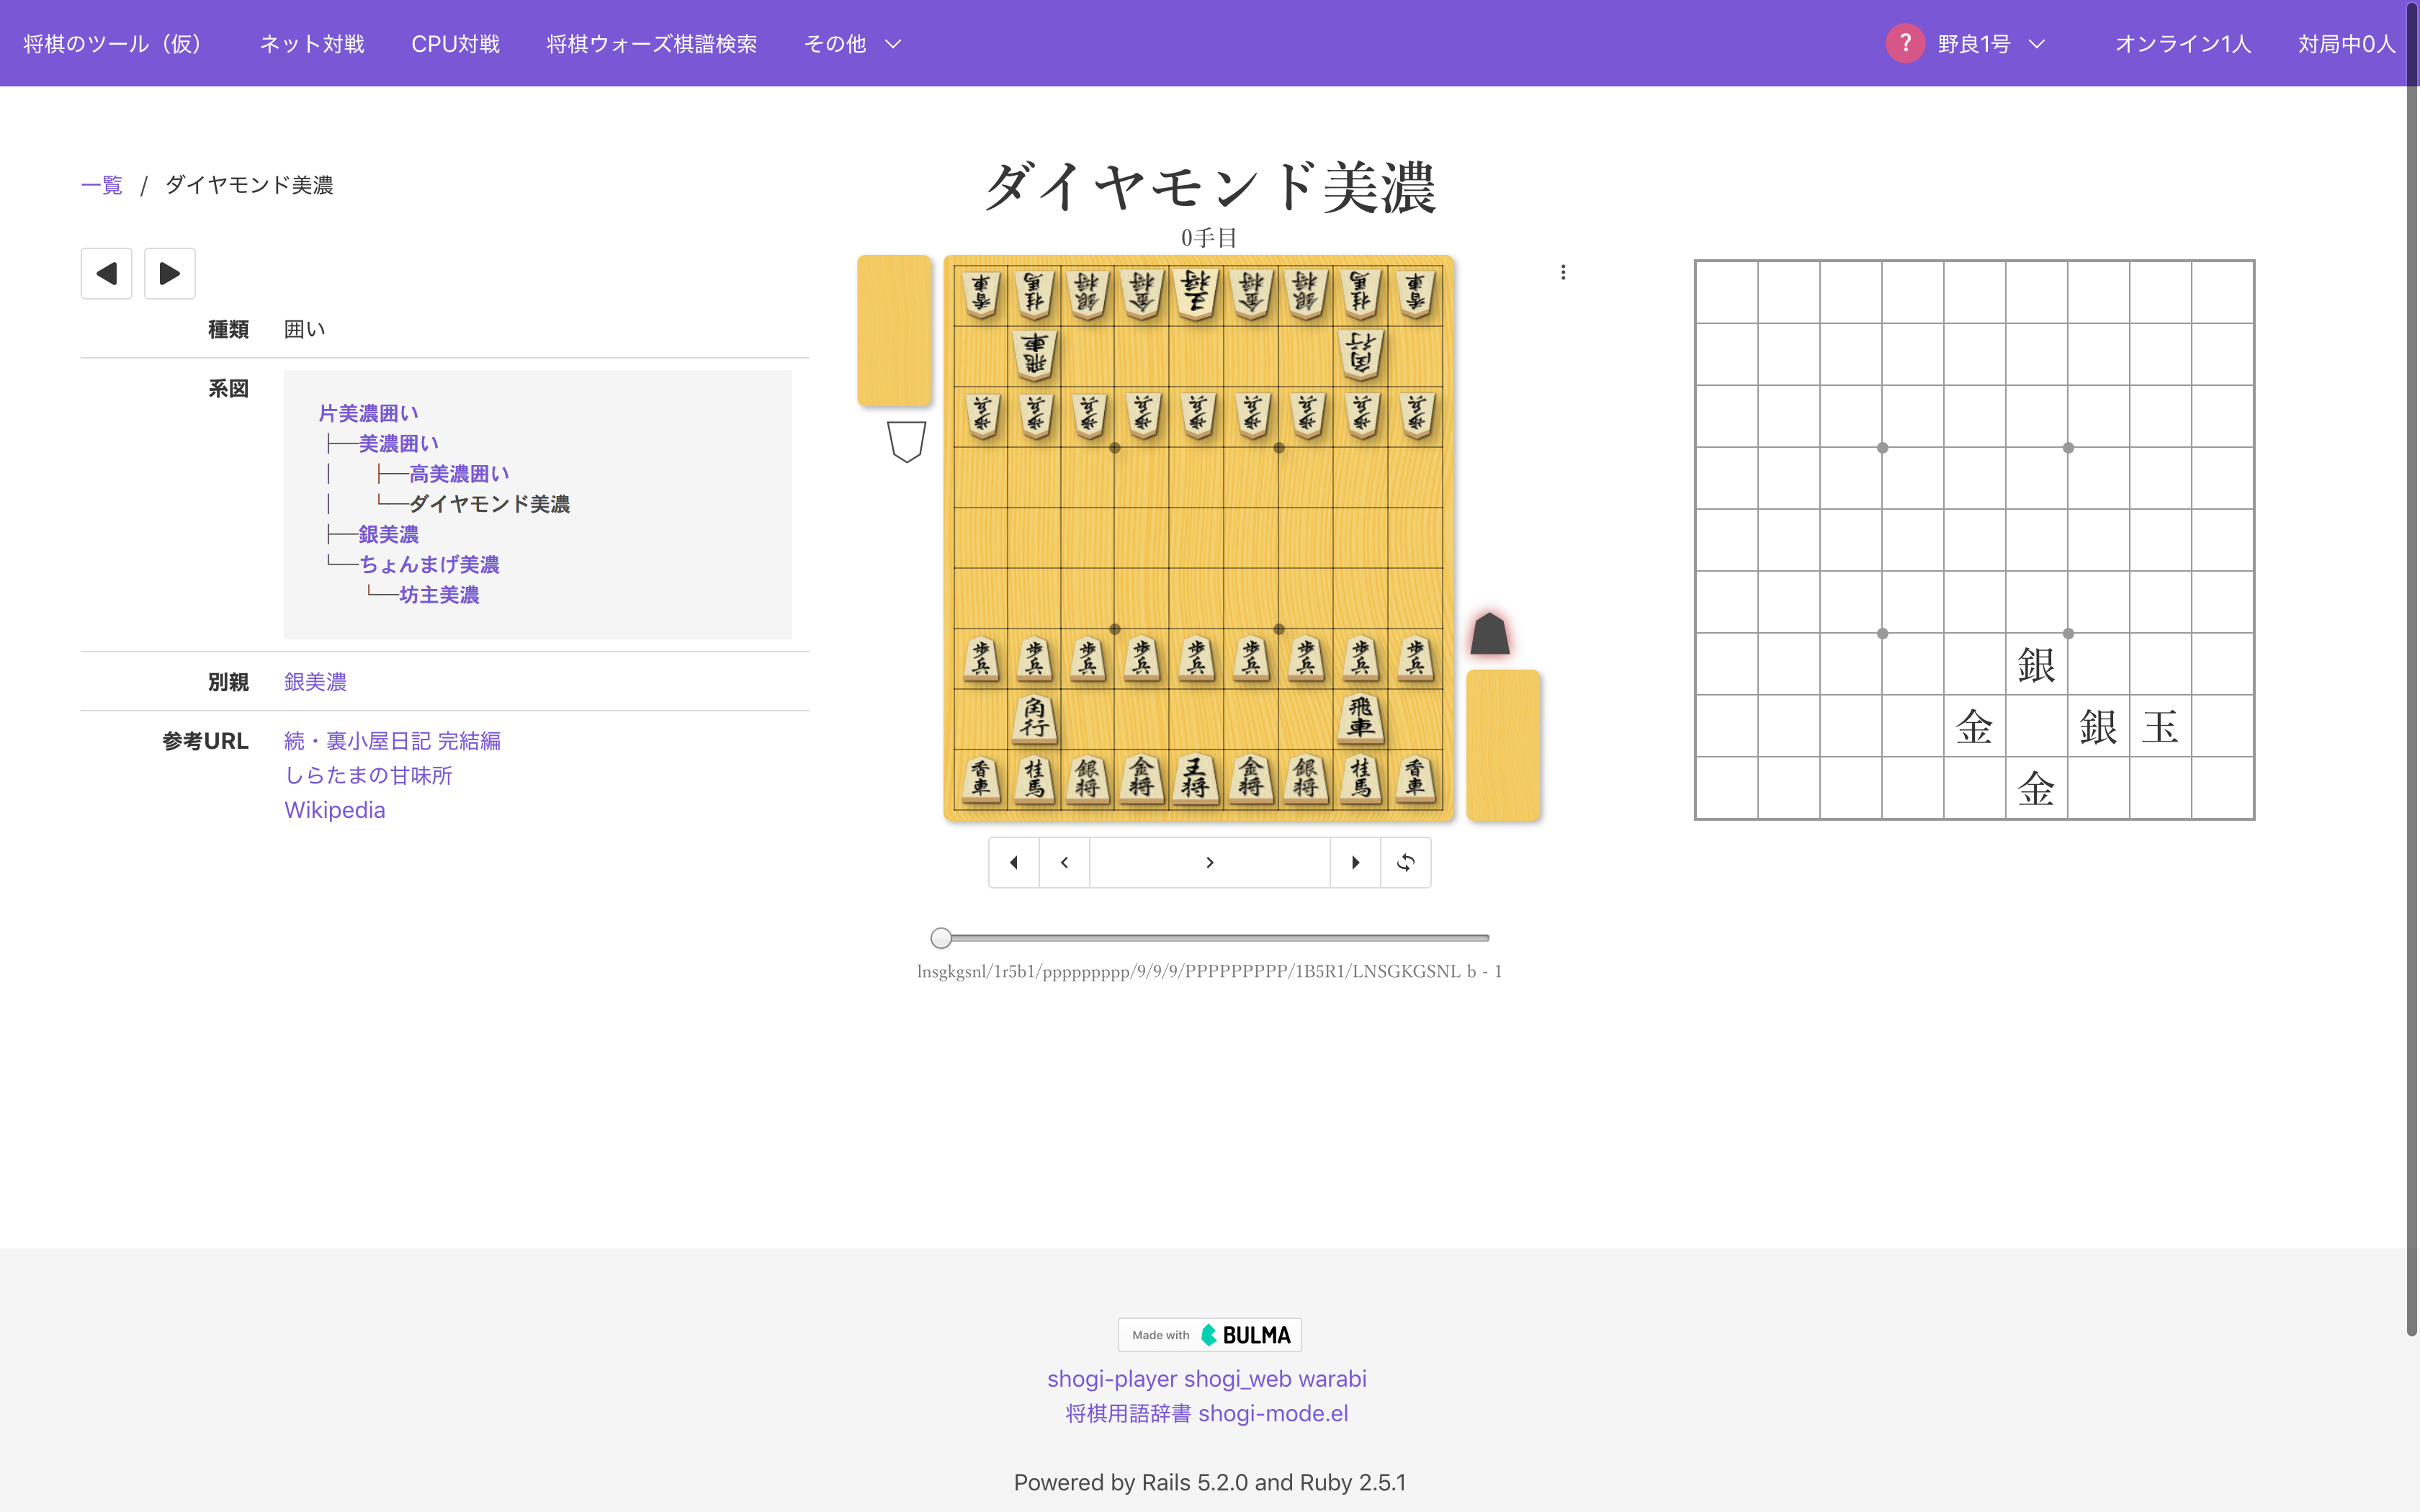 将棋のツール（仮） ネット対戦 CPU対戦 将棋ウォーズ棋譜検索 その他 ? 野良1号 オンライン1人 対局中0人
一覧 / ダイヤモンド美濃
種類 囲い
系図
片美濃囲い
├──美濃囲い
│ ├──高美濃囲い
│ └──ダイヤモンド美濃
├──銀美濃
└──ちょんまげ美濃
└──坊主美濃
別親 銀美濃
参考URL 続・裏小屋日記 完結編
しらたまの甘味所
Wikipedia
ダイヤモンド美濃
0手目
香車 桂馬 銀将 金将 王将 金将 銀将 桂馬 香車
飛車 角行
歩兵 歩兵 歩兵 歩兵 歩兵 歩兵 歩兵 歩兵 歩兵
歩兵 歩兵 歩兵 歩兵 歩兵 歩兵 歩兵 歩兵 歩兵
角行 飛車
香車 桂馬 銀将 金将 王将 金将 銀将 桂馬 香車
lnsgkgsnl/1r5b1/ppppppppp/9/9/9/PPPPPPPPP/1B5R1/LNSGKGSNL b - 1
銀
金 銀 玉
金
Made with BULMA
shogi-player shogi_web warabi
将棋用語辞書 shogi-mode.el
Powered by Rails 5.2.0 and Ruby 2.5.1